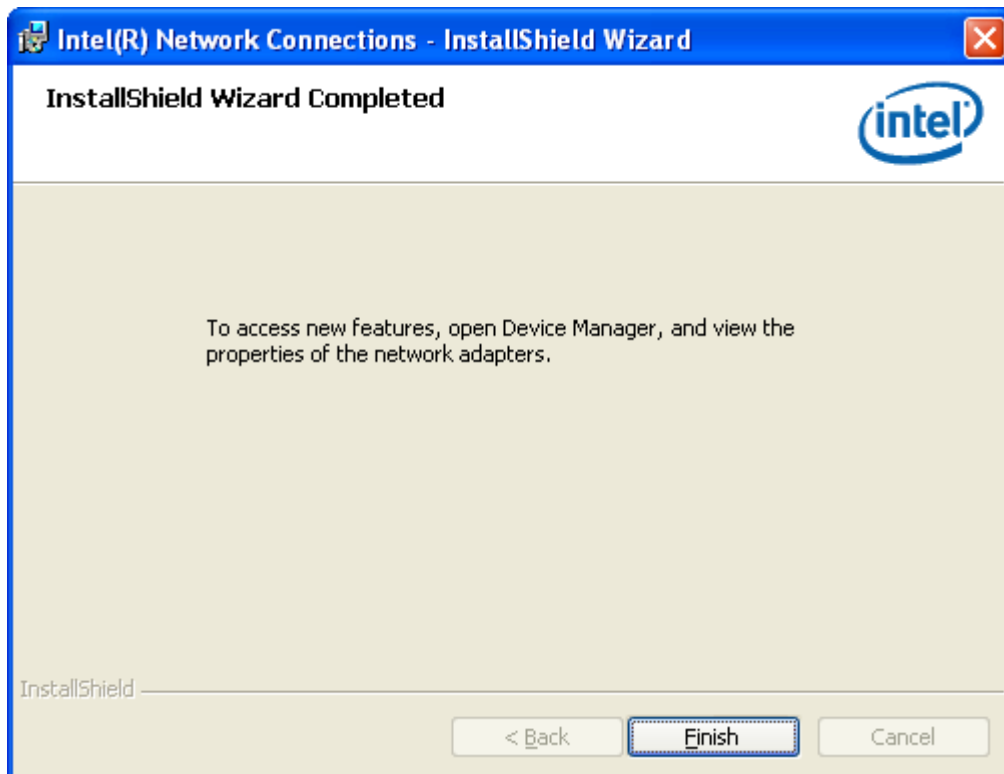 Intel(R) Network Connections - InstallShield Wizard
InstallShield Wizard Completed
intel
To access new features, open Device Manager, and view the
properties of the network adapters.
InstallShield
< Back
Finish
Cancel